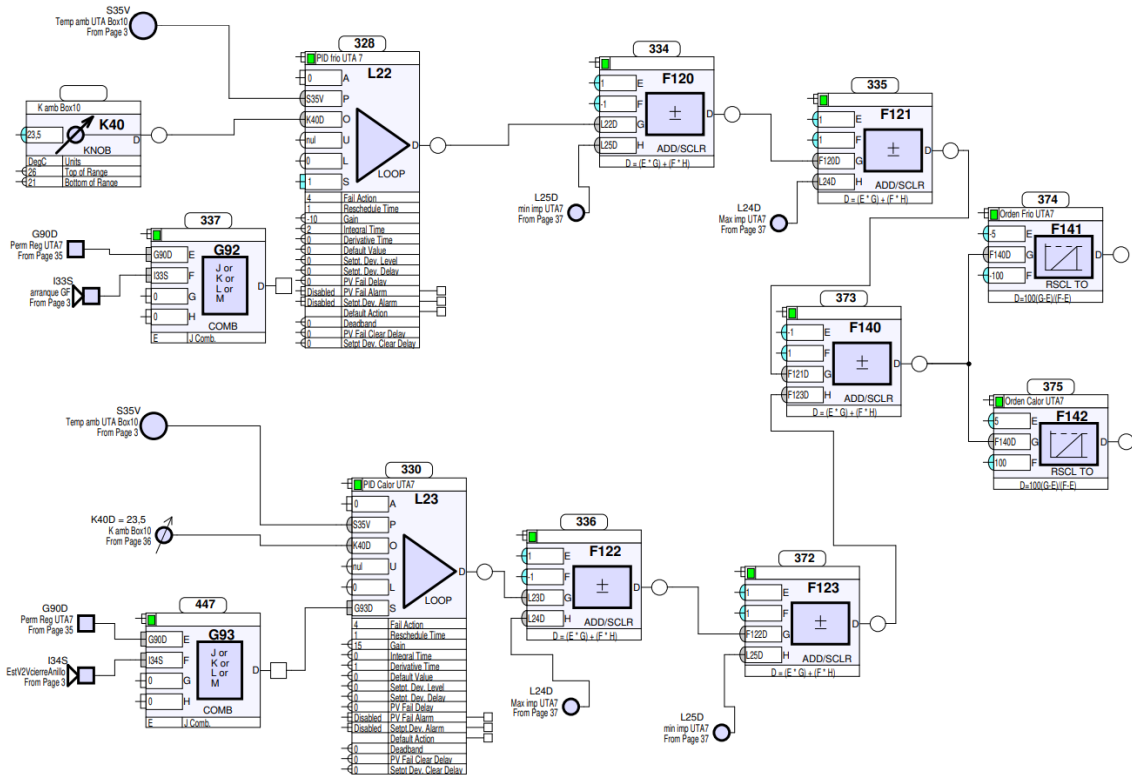 S35V
Temp amb UTA Box10
From Page 3
K amb Box10
23,5
K40
D
KNOB
DegC Units
26 Top of Range
21 Bottom of Range
328
PID frio UTA 7
L22
0 A
S35V P
K40D O
nul U
0 L
1 S
D
LOOP
4 Fail Action
1 Reschedule Time
-10 Gain
2 Integral Time
0 Derivative Time
0 Default Value
0 Setpt. Dev. Level
0 Setpt. Dev. Delay
0 PV Fail Delay
Disabled PV Fail Alarm
Disabled Setpt Dev. Alarm
Default Action
0 Deadband
0 PV Fail Clear Delay
0 Setpt Dev. Clear Delay
G90D
Perm Reg UTA7
From Page 35
I33S
arranque GF
From Page 3
337
G92
G90D E
I33S F
0 G
0 H
J or
K or
L or
M
D
COMB
E J Comb.
334
F120
1 E
-1 F
L22D G
L25D H
±
D
ADD/SCLR
D = (E * G) + (F * H)
L25D
min imp UTA7
From Page 37
335
F121
1 E
1 F
F120D G
L24D H
±
D
ADD/SCLR
D = (E * G) + (F * H)
L24D
Max imp UTA7
From Page 37
374
Orden Frio UTA7
F141
-5 E
F140D G
-100 F
D
RSCL TO
D=100(G-E)/(F-E)
373
F140
-1 E
1 F
F121D G
F123D H
±
D
ADD/SCLR
D = (E * G) + (F * H)
375
Orden Calor UTA7
F142
5 E
F140D G
100 F
D
RSCL TO
D=100(G-E)/(F-E)
S35V
Temp amb UTA Box10
From Page 3
K40D = 23,5
K amb Box10
From Page 36
330
PID Calor UTA7
L23
0 A
S35V P
K40D O
nul U
0 L
G93D S
D
LOOP
4 Fail Action
1 Reschedule Time
15 Gain
0 Integral Time
1 Derivative Time
0 Default Value
0 Setpt. Dev. Level
0 Setpt. Dev. Delay
0 PV Fail Delay
Disabled PV Fail Alarm
Disabled Setpt Dev. Alarm
Default Action
0 Deadband
0 PV Fail Clear Delay
0 Setpt Dev. Clear Delay
G90D
Perm Reg UTA7
From Page 35
I34S
EstV2VcierreAnillo
From Page 3
447
G93
G90D E
I34S F
0 G
0 H
J or
K or
L or
M
D
COMB
E J Comb.
336
F122
1 E
-1 F
L23D G
L24D H
±
D
ADD/SCLR
D = (E * G) + (F * H)
L24D
Max imp UTA7
From Page 37
372
F123
1 E
1 F
F122D G
L25D H
±
D
ADD/SCLR
D = (E * G) + (F * H)
L25D
min imp UTA7
From Page 37